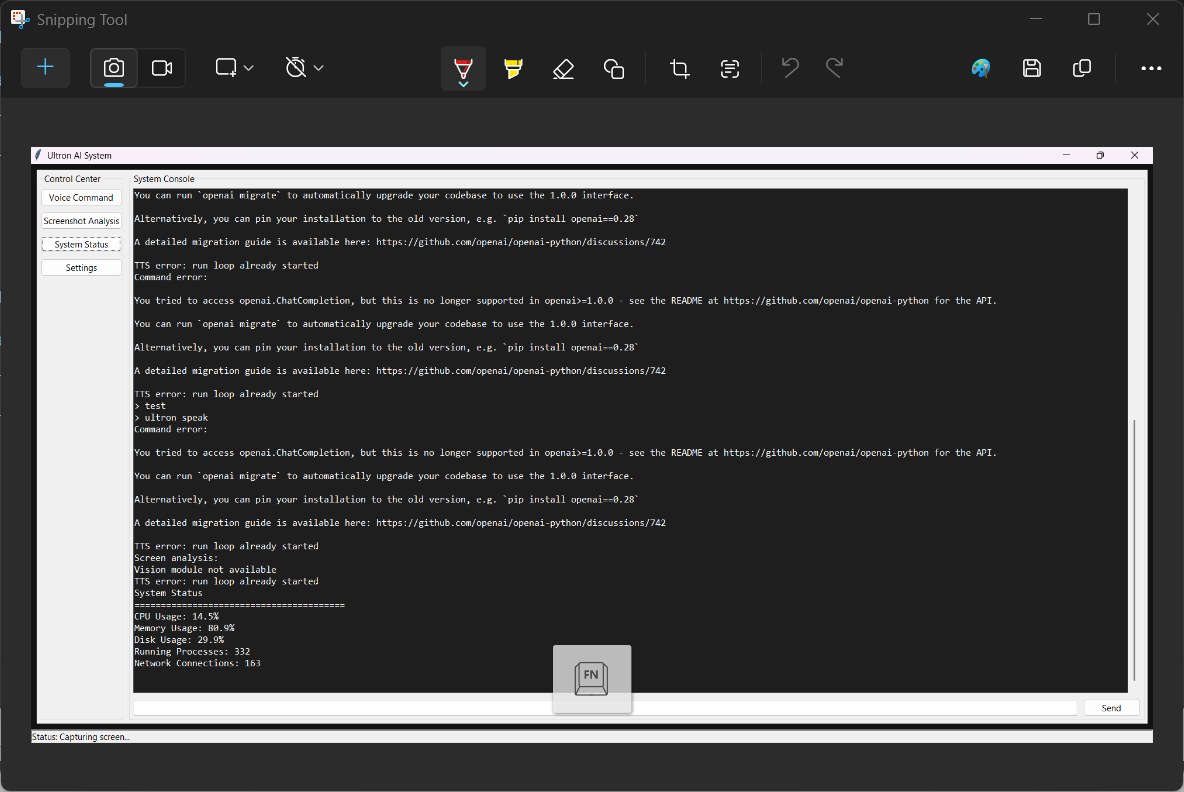 Snipping Tool
Ultron AI System
Control Center
System Console
Voice Command
Screenshot Analysis
System Status
Settings
You can run `openai migrate` to automatically upgrade your codebase to use the 1.0.0 interface.
Alternatively, you can pin your installation to the old version, e.g. `pip install openai==0.28`
A detailed migration guide is available here: https://github.com/openai/openai-python/discussions/742
TTS error: run loop already started
Command error:
You tried to access openai.ChatCompletion, but this is no longer supported in openai>=1.0.0 - see the README at https://github.com/openai/openai-python for the API.
You can run `openai migrate` to automatically upgrade your codebase to use the 1.0.0 interface.
Alternatively, you can pin your installation to the old version, e.g. `pip install openai==0.28`
A detailed migration guide is available here: https://github.com/openai/openai-python/discussions/742
TTS error: run loop already started
> test
> ultron speak
Command error:
You tried to access openai.ChatCompletion, but this is no longer supported in openai>=1.0.0 - see the README at https://github.com/openai/openai-python for the API.
You can run `openai migrate` to automatically upgrade your codebase to use the 1.0.0 interface.
Alternatively, you can pin your installation to the old version, e.g. `pip install openai==0.28`
A detailed migration guide is available here: https://github.com/openai/openai-python/discussions/742
TTS error: run loop already started
Screen analysis:
Vision module not available
TTS error: run loop already started
System Status
========================================
CPU Usage: 14.5%
Memory Usage: 80.9%
Disk Usage: 29.9%
Running Processes: 332
Network Connections: 163
FN
Send
Status: Capturing screen...